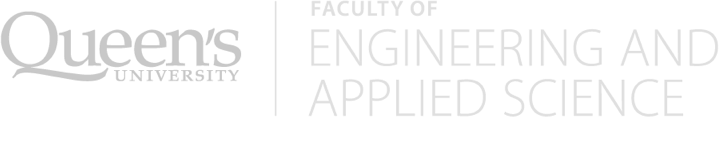 Queen's
UNIVERSITY
FACULTY OF
ENGINEERING AND
APPLIED SCIENCE